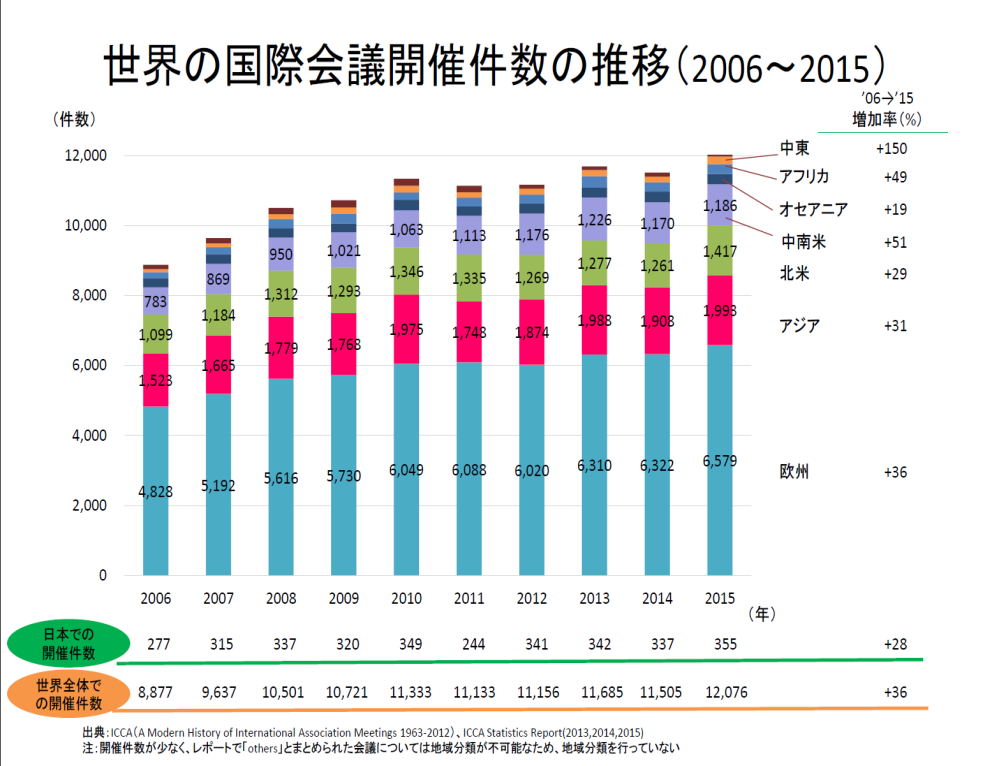 世界の国際会議開催件数の推移（2006～2015）
'06→'15
（件数）
増加率（％）
12,000
中東 +150
アフリカ +49
10,000
オセアニア +19
中南米 +51
783 869 950 1,021 1,063 1,113 1,176 1,226 1,170 1,186
北米 +29
1,099 1,184 1,312 1,293 1,346 1,335 1,269 1,277 1,261 1,417
8,000
アジア +31
1,523 1,665 1,779 1,768 1,975 1,748 1,874 1,988 1,908 1,993
6,000
4,000
欧州 +36
4,828 5,192 5,616 5,730 6,049 6,088 6,020 6,310 6,322 6,579
2,000
0
2006 2007 2008 2009 2010 2011 2012 2013 2014 2015
（年）
日本での
開催件数
277 315 337 320 349 244 341 342 337 355 +28
世界全体で
の開催件数
8,877 9,637 10,501 10,721 11,333 11,133 11,156 11,685 11,505 12,076 +36
出典：ICCA（A Modern History of International Association Meetings 1963-2012）、ICCA Statistics Report(2013,2014,2015)
注：開催件数が少なく、レポートで「others」とまとめられた会議については地域分類が不可能なため、地域分類を行っていない